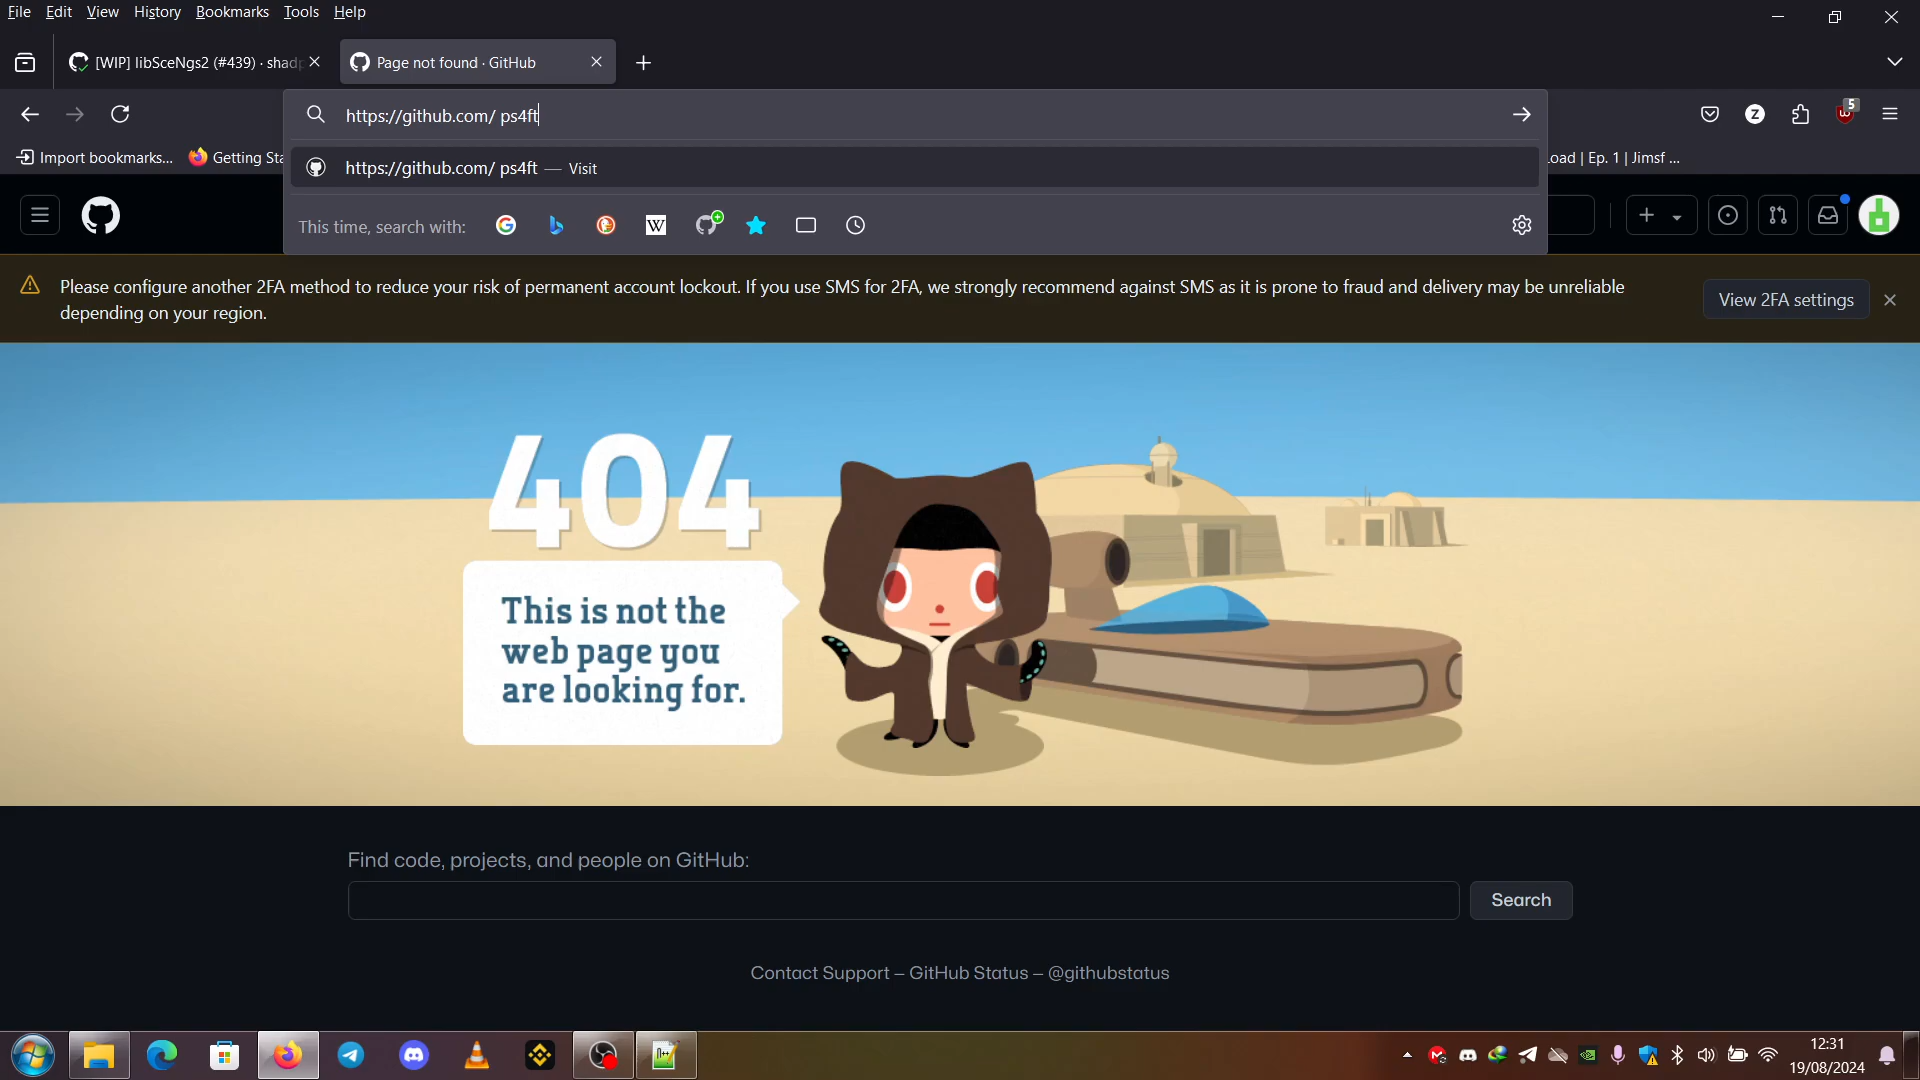 File Edit View History Bookmarks Tools Help
[WIP] libSceNgs2 (#439) · shadp
Page not found · GitHub
https://github.com/ ps4ft
Z
5
Import bookmarks...
Getting Sta
https://github.com/ ps4ft — Visit
Load | Ep. 1 | Jimsf ...
This time, search with:
G
W
Please configure another 2FA method to reduce your risk of permanent account lockout. If you use SMS for 2FA, we strongly recommend against SMS as it is prone to fraud and delivery may be unreliable
depending on your region.
View 2FA settings
404
This is not the
web page you
are looking for.
Find code, projects, and people on GitHub:
Search
Contact Support — GitHub Status — @githubstatus
12:31
19/08/2024